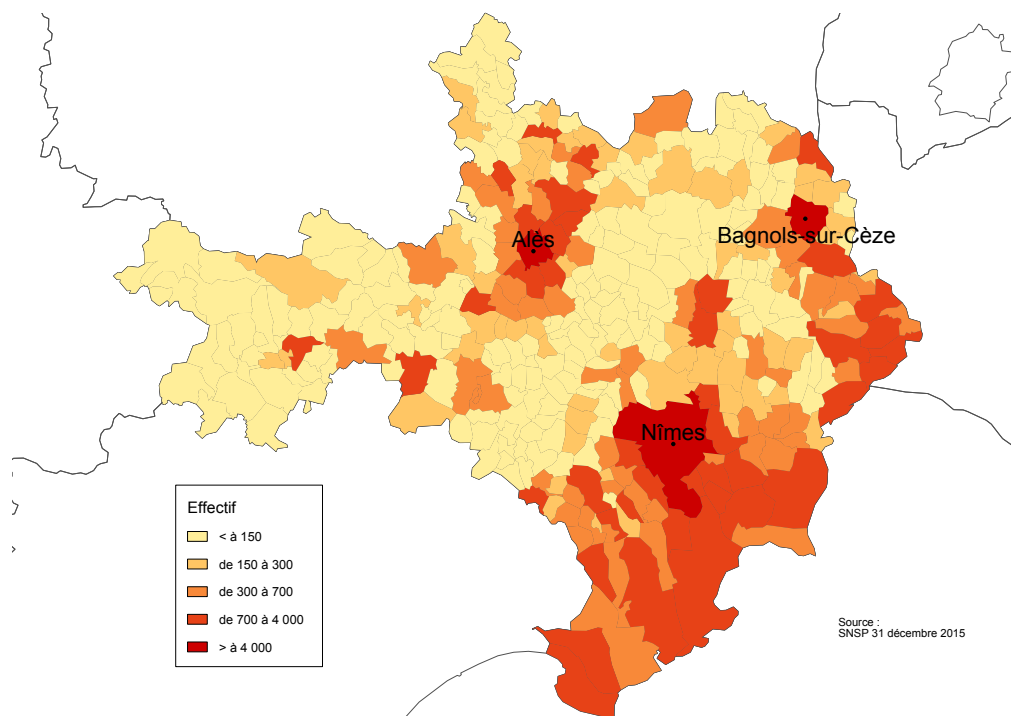 Alès
Bagnols-sur-Cèze
Nîmes
Effectif
< à 150
de 150 à 300
de 300 à 700
de 700 à 4 000
> à 4 000
Source :
SNSP 31 décembre 2015